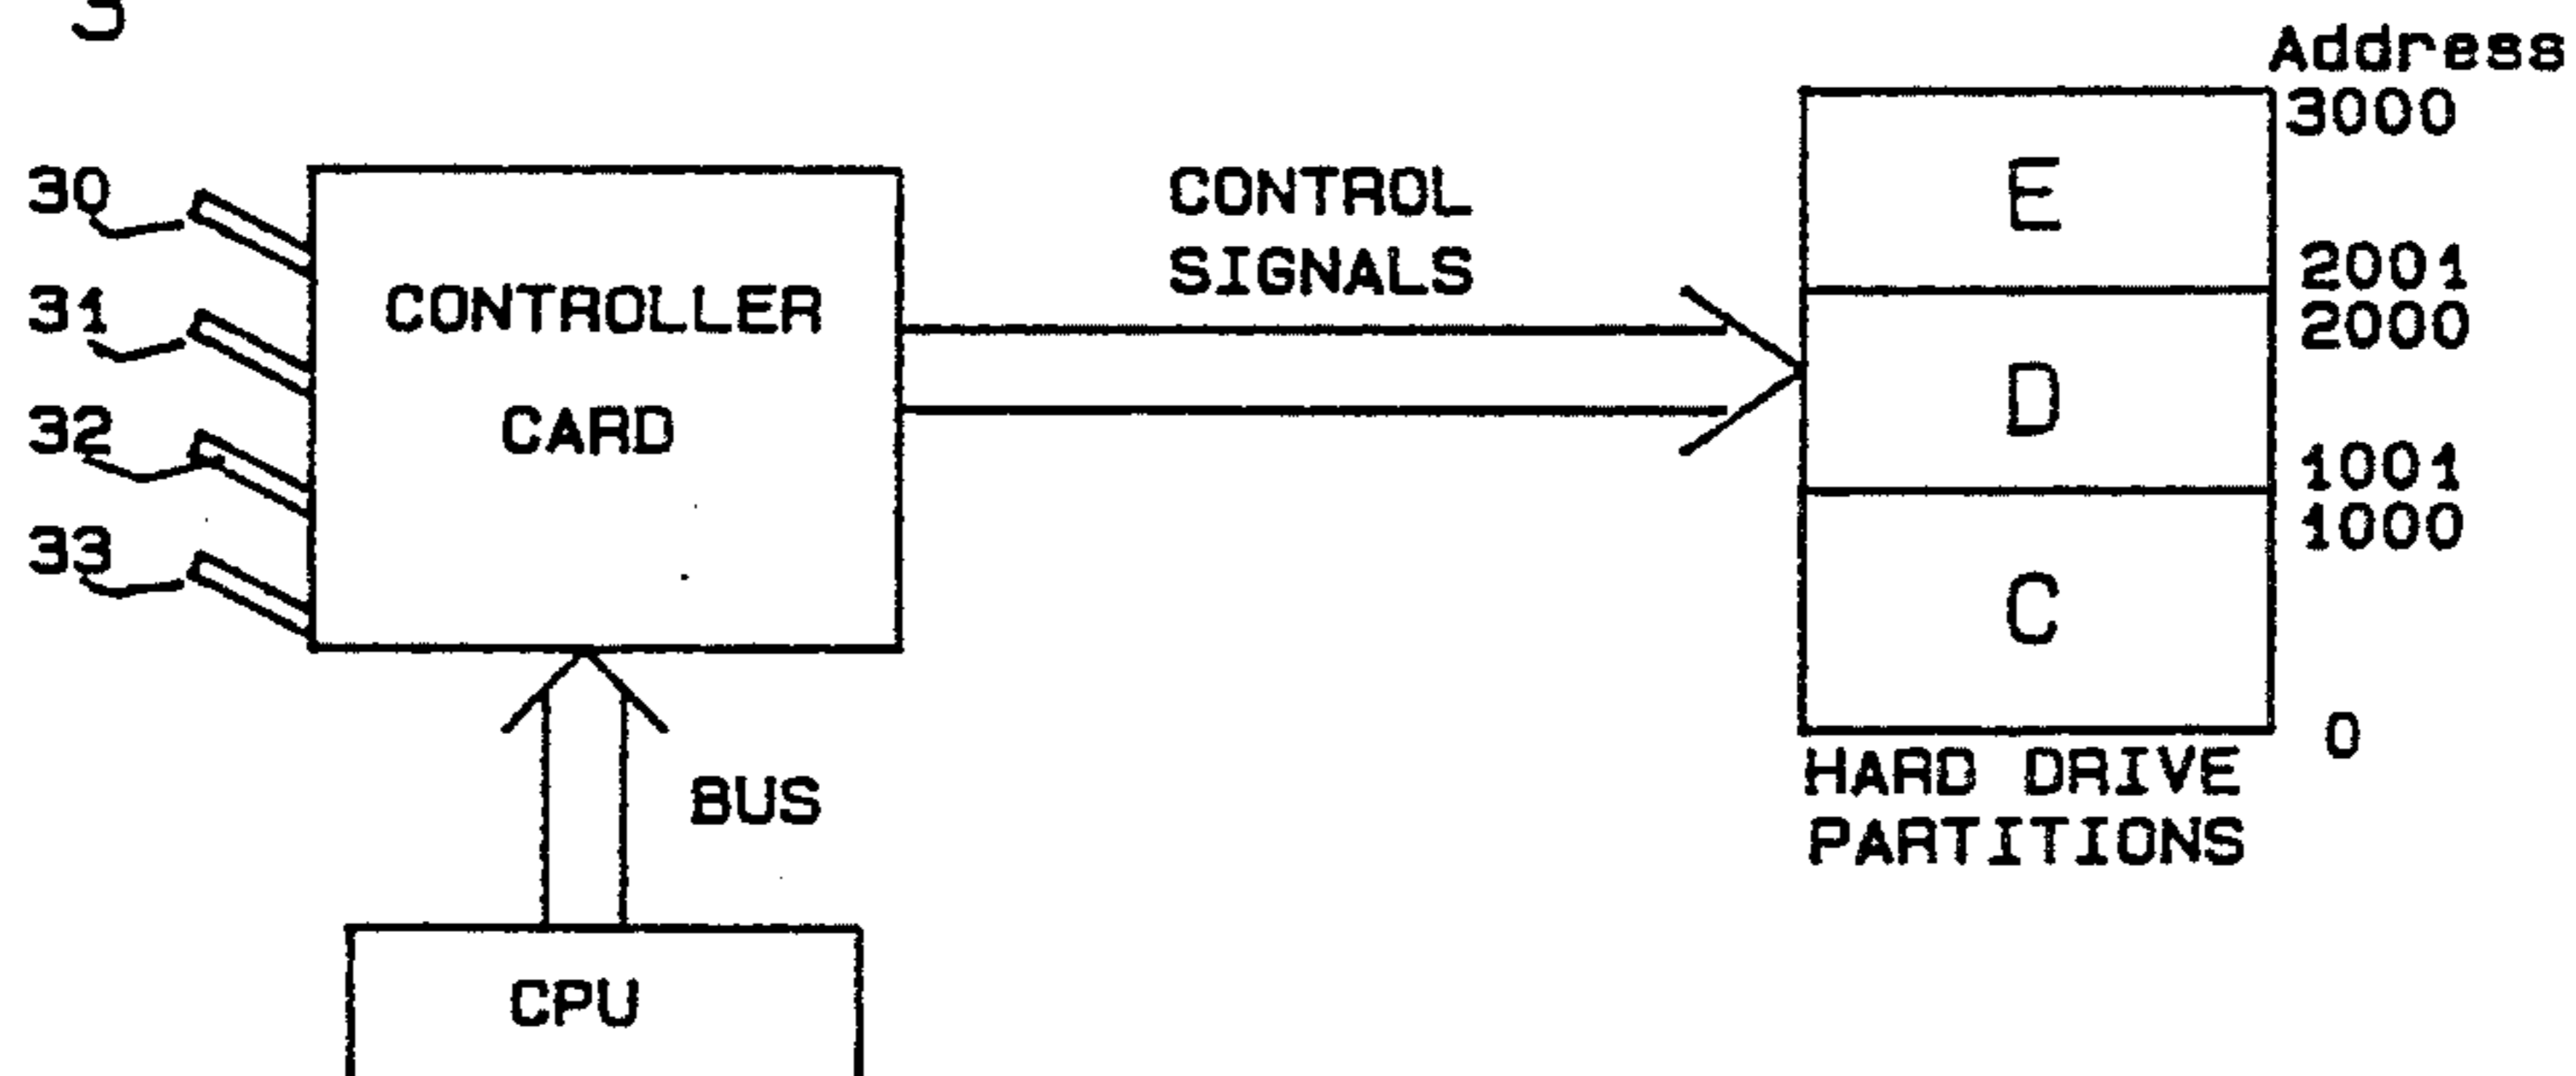 Address
3000
30
CONTROL
SIGNALS
E
31
CONTROLLER
CARD
2001
2000
D
32
1001
1000
33
C
0
HARD DRIVE
PARTITIONS
BUS
CPU